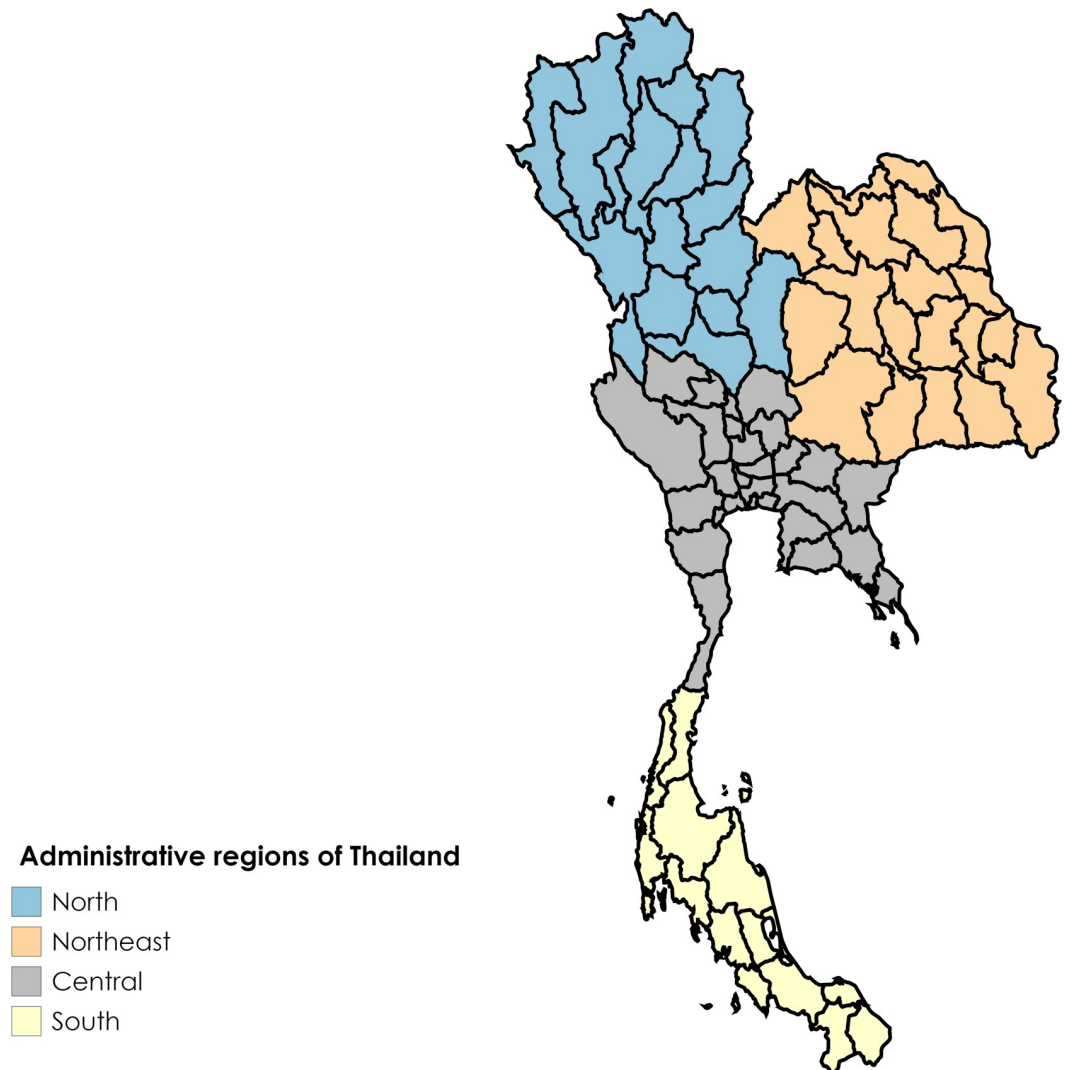 Administrative regions of Thailand
North
Northeast
Central
South